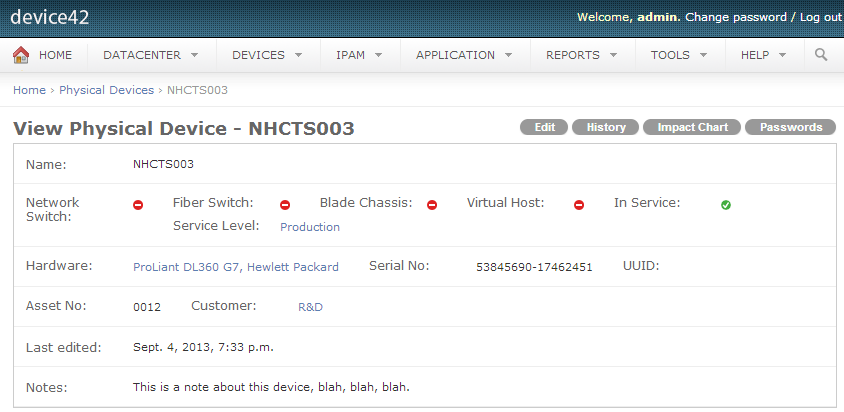 device42
Welcome, admin. Change password / Log out
HOME DATACENTER DEVICES IPAM APPLICATION REPORTS TOOLS HELP
Home › Physical Devices › NHCTS003
View Physical Device - NHCTS003 Edit History Impact Chart Passwords
Name: NHCTS003
Network Switch: Fiber Switch: Blade Chassis: Virtual Host: In Service:
Service Level: Production
Hardware: ProLiant DL360 G7, Hewlett Packard Serial No: 53845690-17462451 UUID:
Asset No: 0012 Customer: R&D
Last edited: Sept. 4, 2013, 7:33 p.m.
Notes: This is a note about this device, blah, blah, blah.